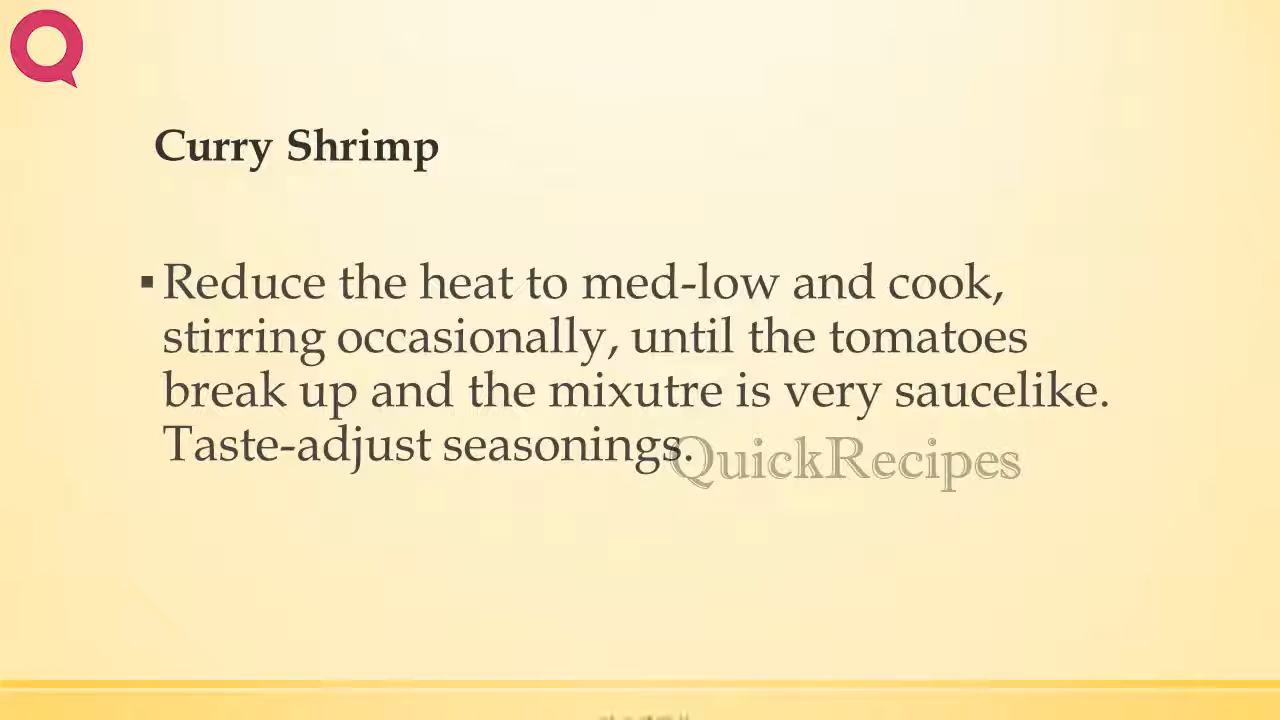 Curry Shrimp
▪Reduce the heat to med-low and cook,
stirring occasionally, until the tomatoes
break up and the mixutre is very saucelike.
Taste-adjust seasonings.
QuickRecipes